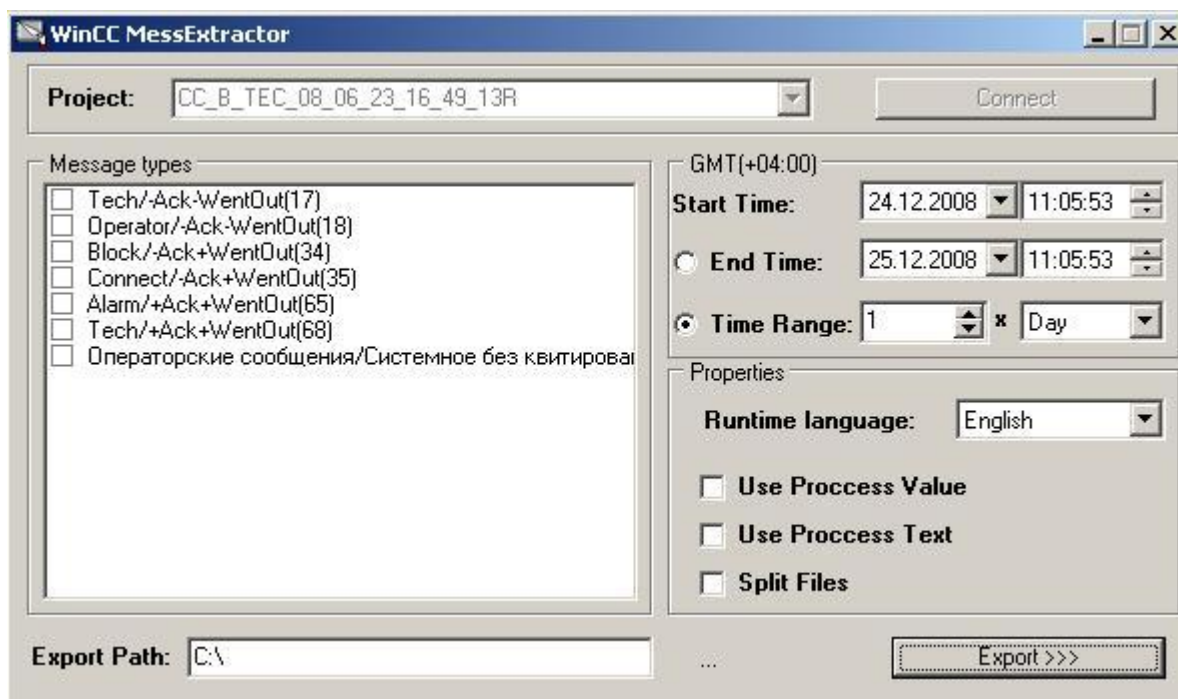 WinCC MessExtractor
Project: CC_B_TEC_08_06_23_16_49_13R Connect
Message types
Tech/-Ack-WentOut(17)
Operator/-Ack-WentOut(18)
Block/-Ack+WentOut(34)
Connect/-Ack+WentOut(35)
Alarm/+Ack+WentOut(65)
Tech/+Ack+WentOut(68)
Операторские сообщения/Системное без квитирован
GMT(+04:00)
Start Time: 24.12.2008 11:05:53
End Time: 25.12.2008 11:05:53
Time Range: 1 x Day
Properties
Runtime language: English
Use Proccess Value
Use Proccess Text
Split Files
Export Path: C:\ ... Export >>>